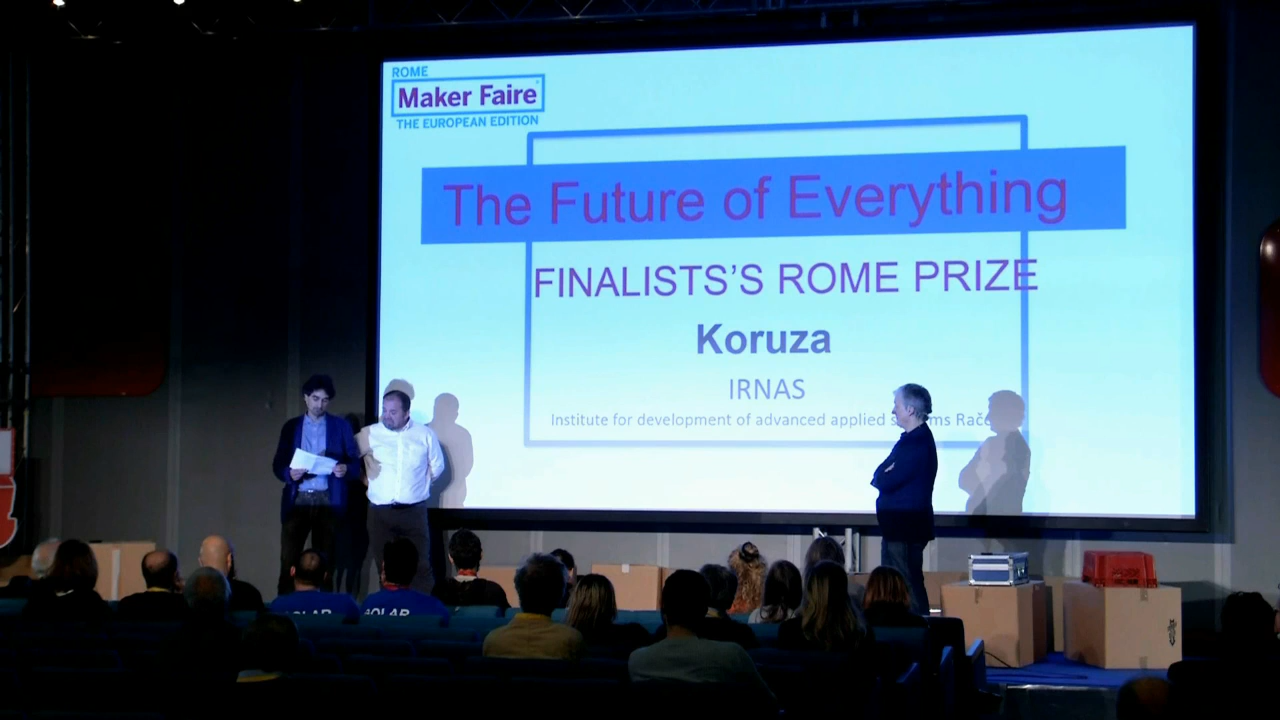 ROME
Maker Faire
THE EUROPEAN EDITION
The Future of Everything
FINALISTS'S ROME PRIZE
Koruza
IRNAS
Institute for development of advanced applied